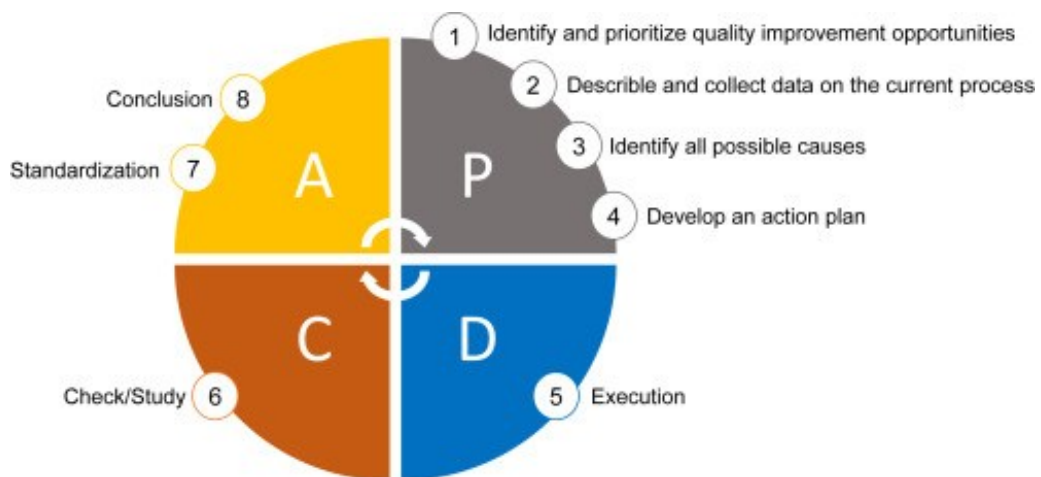 1 Identify and prioritize quality improvement opportunities
2 Describle and collect data on the current process
3 Identify all possible causes
4 Develop an action plan
5 Execution
Check/Study 6
Standardization 7
Conclusion 8
A P
C D